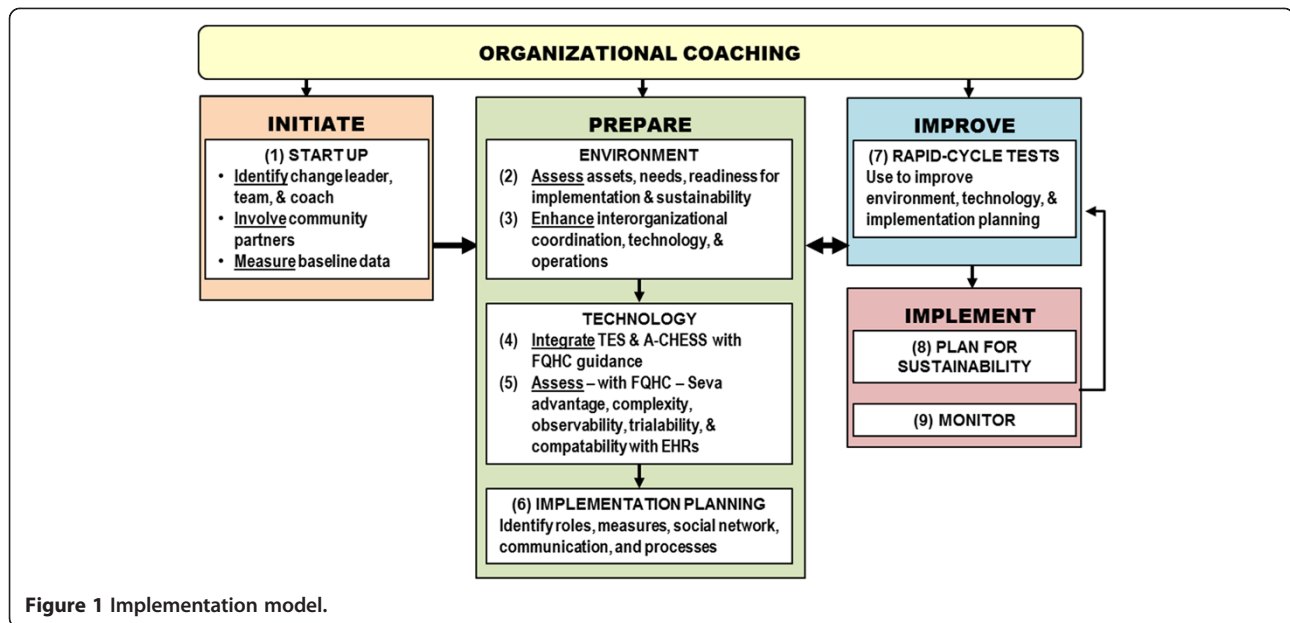 ORGANIZATIONAL COACHING
INITIATE
(1) START UP
• Identify change leader,
team, & coach
• Involve community
partners
• Measure baseline data
PREPARE
ENVIRONMENT
(2) Assess assets, needs, readiness for
implementation & sustainability
(3) Enhance interorganizational
coordination, technology, &
operations
TECHNOLOGY
(4) Integrate TES & A-CHESS with
FQHC guidance
(5) Assess – with FQHC – Seva
advantage, complexity,
observability, trialability, &
compatability with EHRs
(6) IMPLEMENTATION PLANNING
Identify roles, measures, social network,
communication, and processes
IMPROVE
(7) RAPID-CYCLE TESTS
Use to improve
environment, technology, &
implementation planning
IMPLEMENT
(8) PLAN FOR
SUSTAINABILITY
(9) MONITOR
Figure 1 Implementation model.